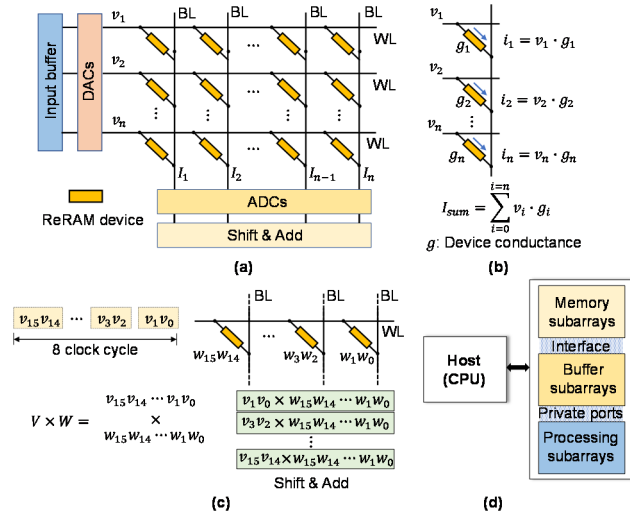 Input buffer
DACs
v₁
v₂
vₙ
BL
BL
WL
WL
WL
...
...
...
⋮
⋮
⋮
I₁
I₂
Iₙ₋₁
Iₙ
ReRAM device
ADCs
Shift & Add
(a)
v₁
g₁
i₁ = v₁ · g₁
v₂
g₂
i₂ = v₂ · g₂
⋮
vₙ
gₙ
iₙ = vₙ · gₙ
I_sum = ∑_{i=0}^{i=n} vᵢ · gᵢ
g: Device conductance
(b)
v₁₅v₁₄ ··· v₃v₂ v₁v₀
8 clock cycle
BL BL BL
WL
...
w₁₅w₁₄ w₃w₂ w₁w₀
v₁₅v₁₄ ··· v₁v₀
V × W = ×
w₁₅w₁₄ ··· w₁w₀
v₁v₀ × w₁₅w₁₄ ··· w₁w₀
v₃v₂ × w₁₅w₁₄ ··· w₁w₀
⋮
v₁₅v₁₄ × w₁₅w₁₄ ··· w₁w₀
Shift & Add
(c)
Host
(CPU)
Memory
subarrays
Interface
Buffer
subarrays
Private ports
Processing
subarrays
(d)